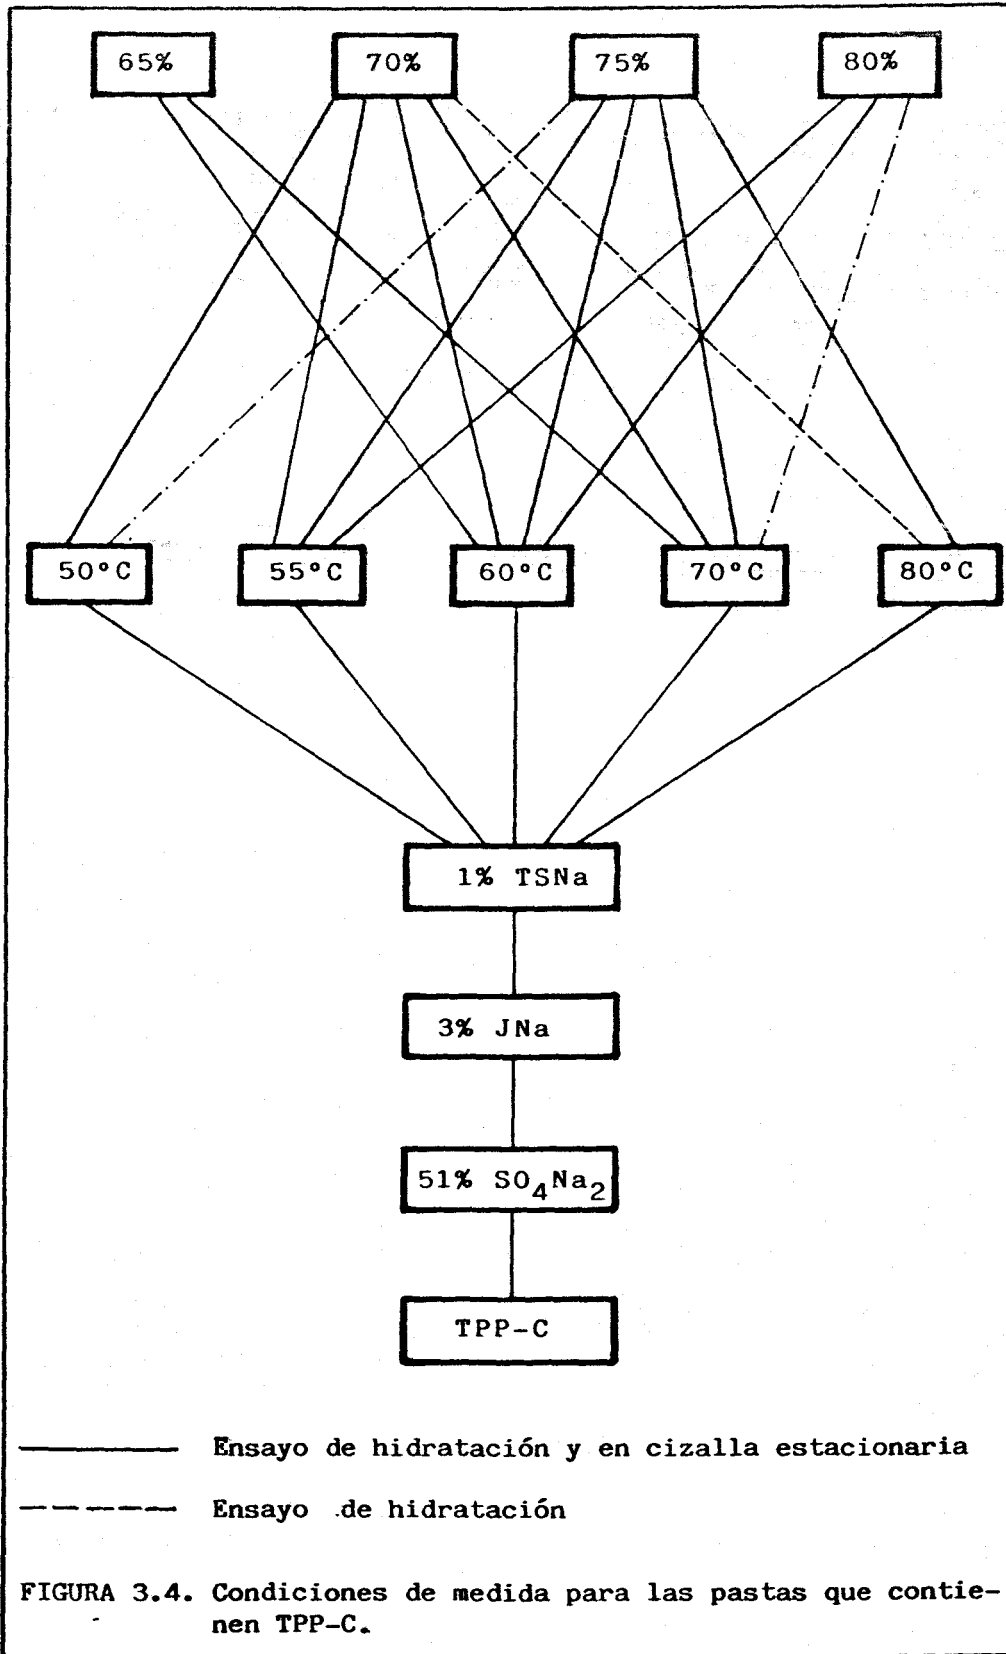 65% 70% 75% 80%
50°C 55°C 60°C 70°C 80°C
1% TSNa
3% JNa
51% SO₄Na₂
TPP-C
Ensayo de hidratación y en cizalla estacionaria
Ensayo de hidratación
FIGURA 3.4. Condiciones de medida para las pastas que contie-
nen TPP-C.